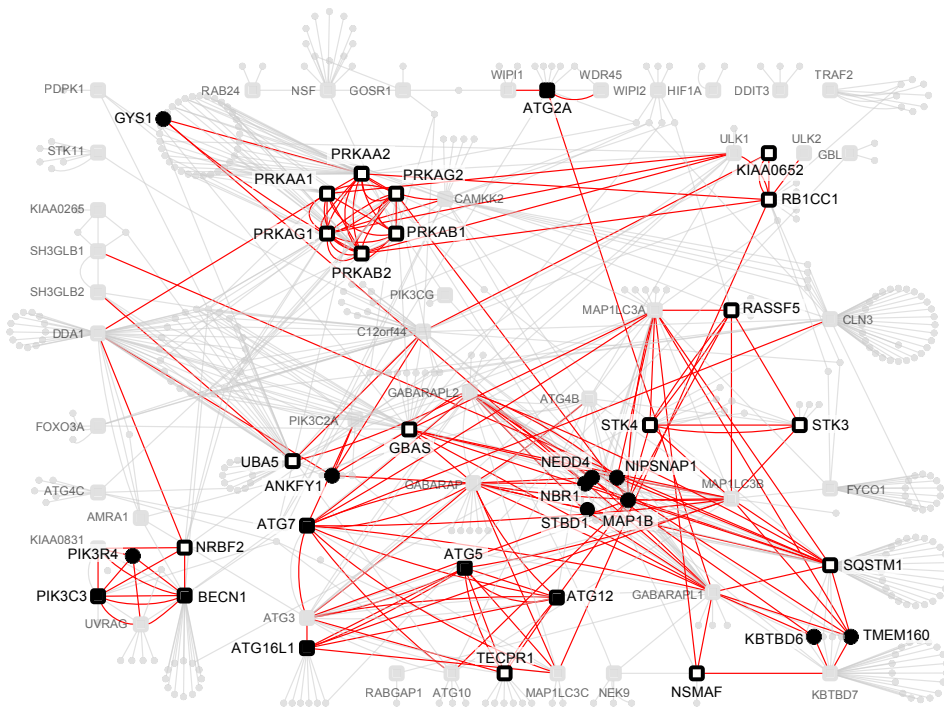 WIPI1
WDR45
PDPK1
RAB24
NSF
GOSR1
WIPI2
HIF1A
DDIT3
TRAF2
ATG2A
GYS1
ULK1
ULK2
STK11
PRKAA2
GBL
KIAA0652
PRKAA1
PRKAG2
CAMKK2
RB1CC1
KIAA0265
PRKAG1
PRKAB1
SH3GLB1
PRKAB2
SH3GLB2
PIK3CG
MAP1LC3A
RASSF5
DDA1
C12orf44
CLN3
GABARAPL2
ATG4B
FOXO3A
PIK3C2A
STK4
STK3
GBAS
UBA5
NEDD4
NIPSNAP1
ANKFY1
GABARAP
MAP1LC3B
ATG4C
NBR1
FYCO1
AMRA1
ATG7
STBD1
MAP1B
KIAA0831
NRBF2
PIK3R4
ATG5
SQSTM1
PIK3C3
BECN1
ATG12
GABARAPL1
UVRAG
ATG3
KBTBD6
TMEM160
ATG16L1
TECPR1
RABGAP1
ATG10
MAP1LC3C
NEK9
NSMAF
KBTBD7